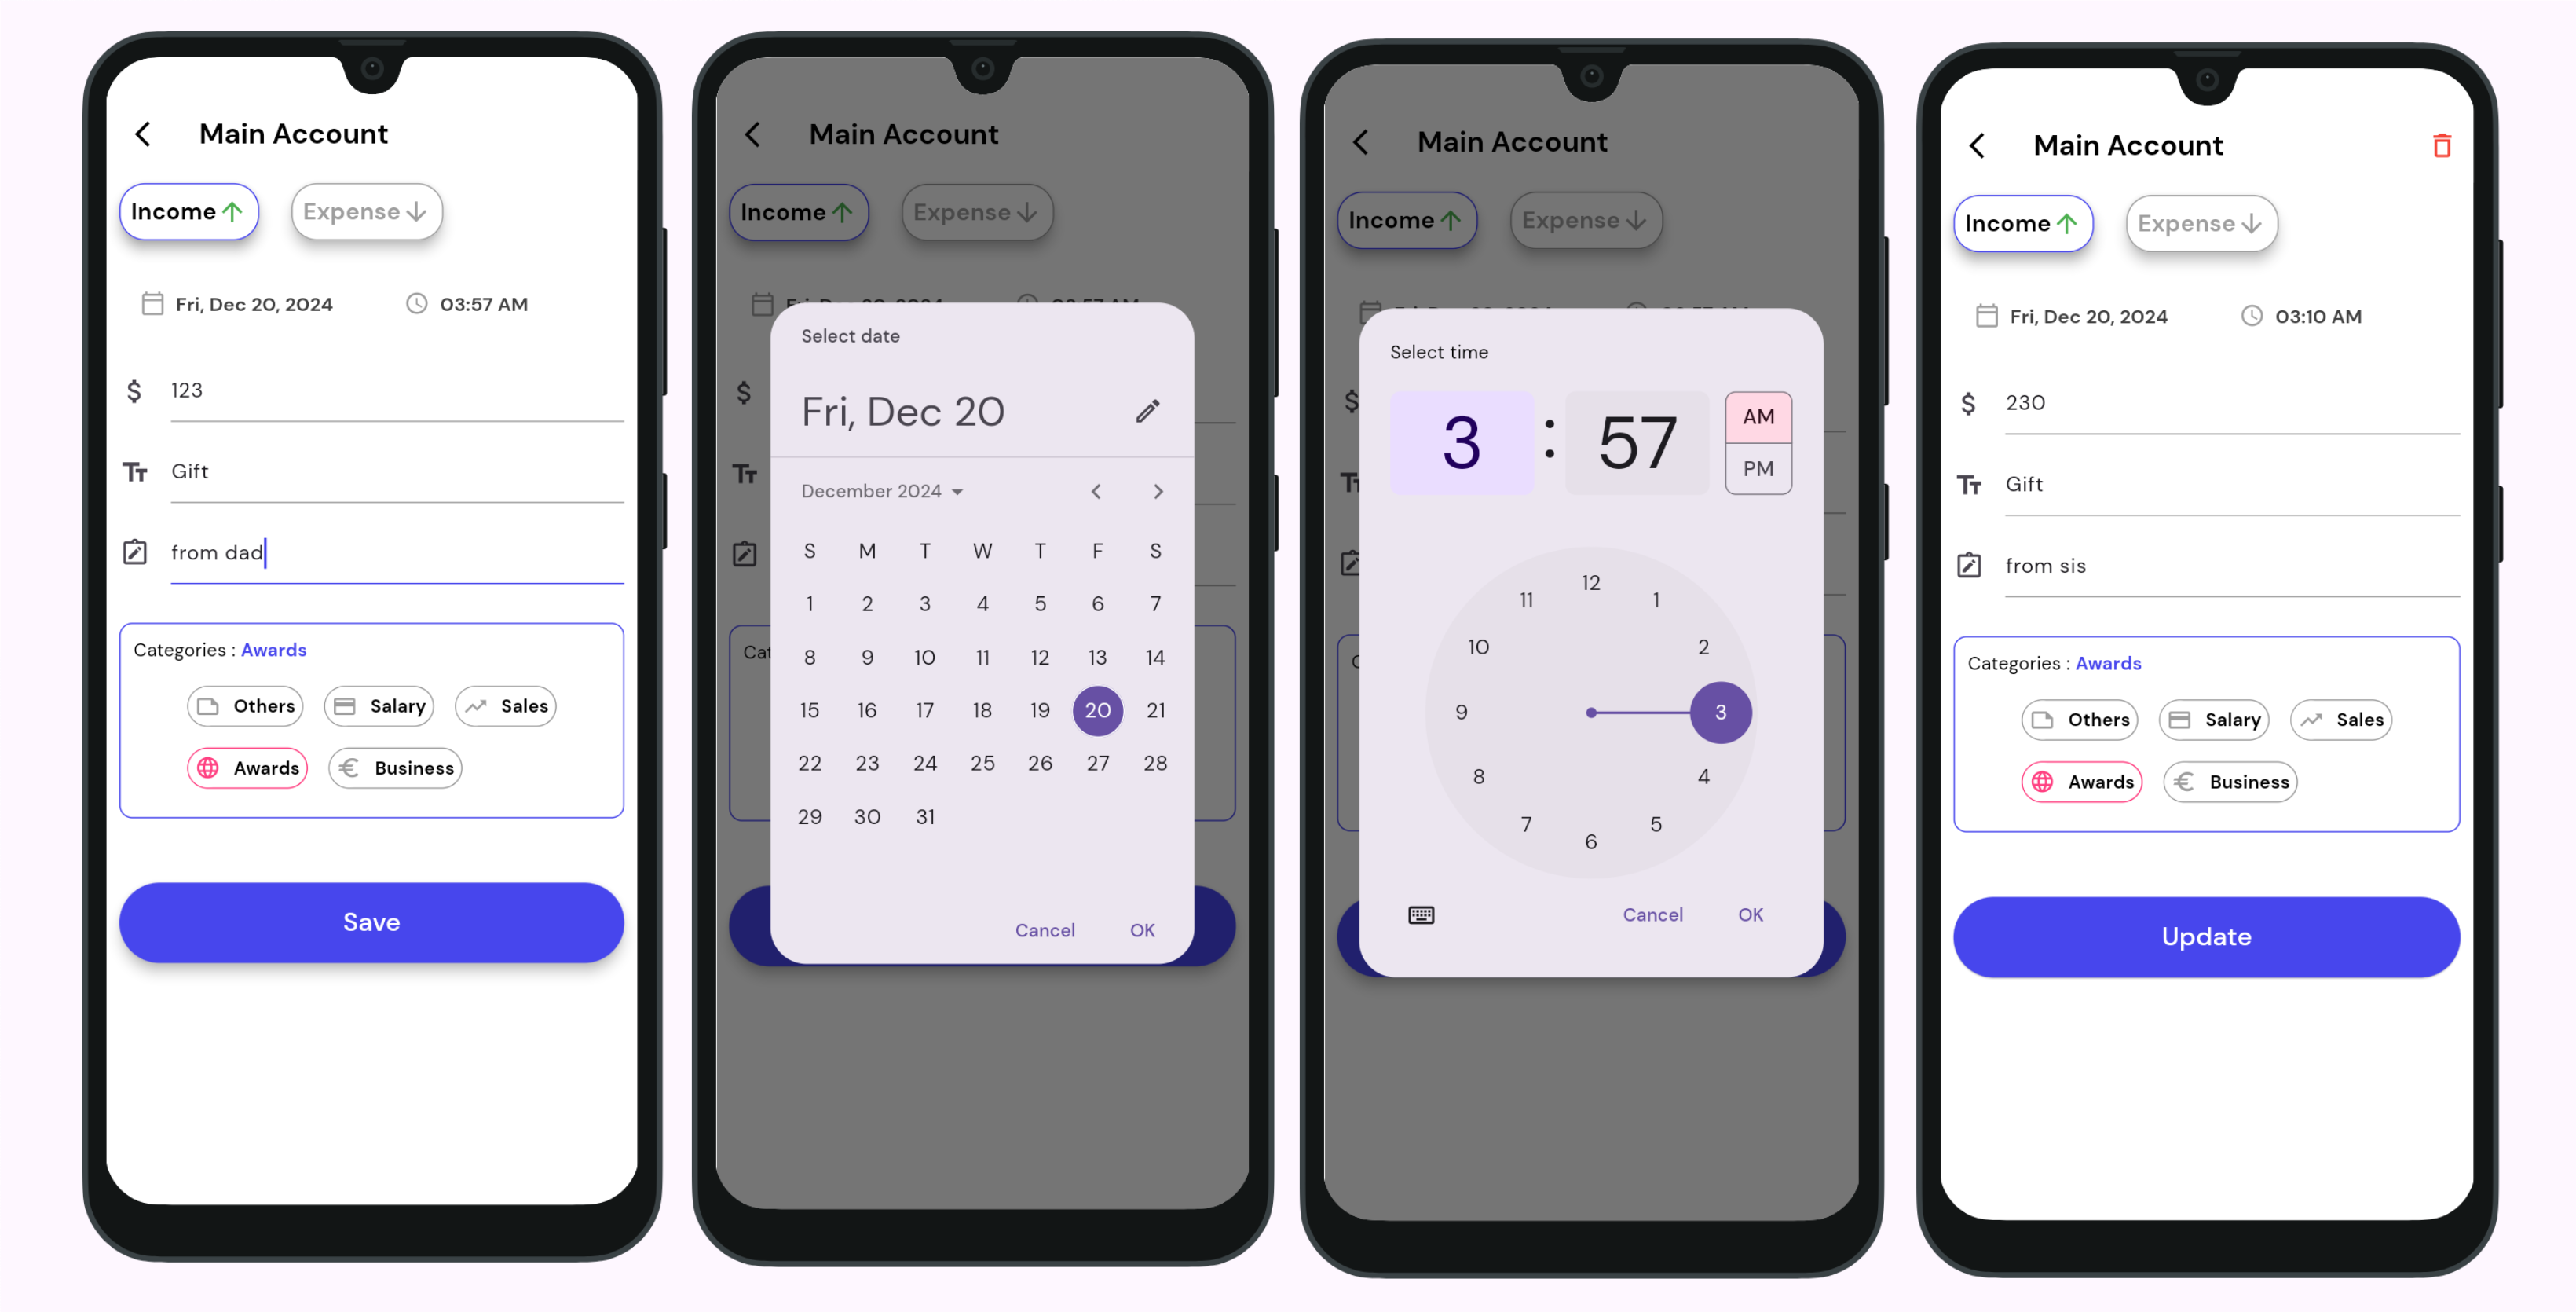 Main Account
Income Expense
Fri, Dec 20, 2024 03:57 AM
$ 123
Tt Gift
from dad
Categories : Awards
Others Salary Sales
Awards € Business
Save
Main Account
Income Expense
Select date
Fri, Dec 20
December 2024
S M T W T F S
1 2 3 4 5 6 7
8 9 10 11 12 13 14
15 16 17 18 19 20 21
22 23 24 25 26 27 28
29 30 31
Cancel OK
$
Tt
Main Account
Income Expense
Select time
3 : 57 AM
PM
12
11 1
10 2
9 3
8 4
7 5
6
Cancel OK
$
Main Account
Income Expense
Fri, Dec 20, 2024 03:10 AM
$ 230
Tt Gift
from sis
Categories : Awards
Others Salary Sales
Awards € Business
Update